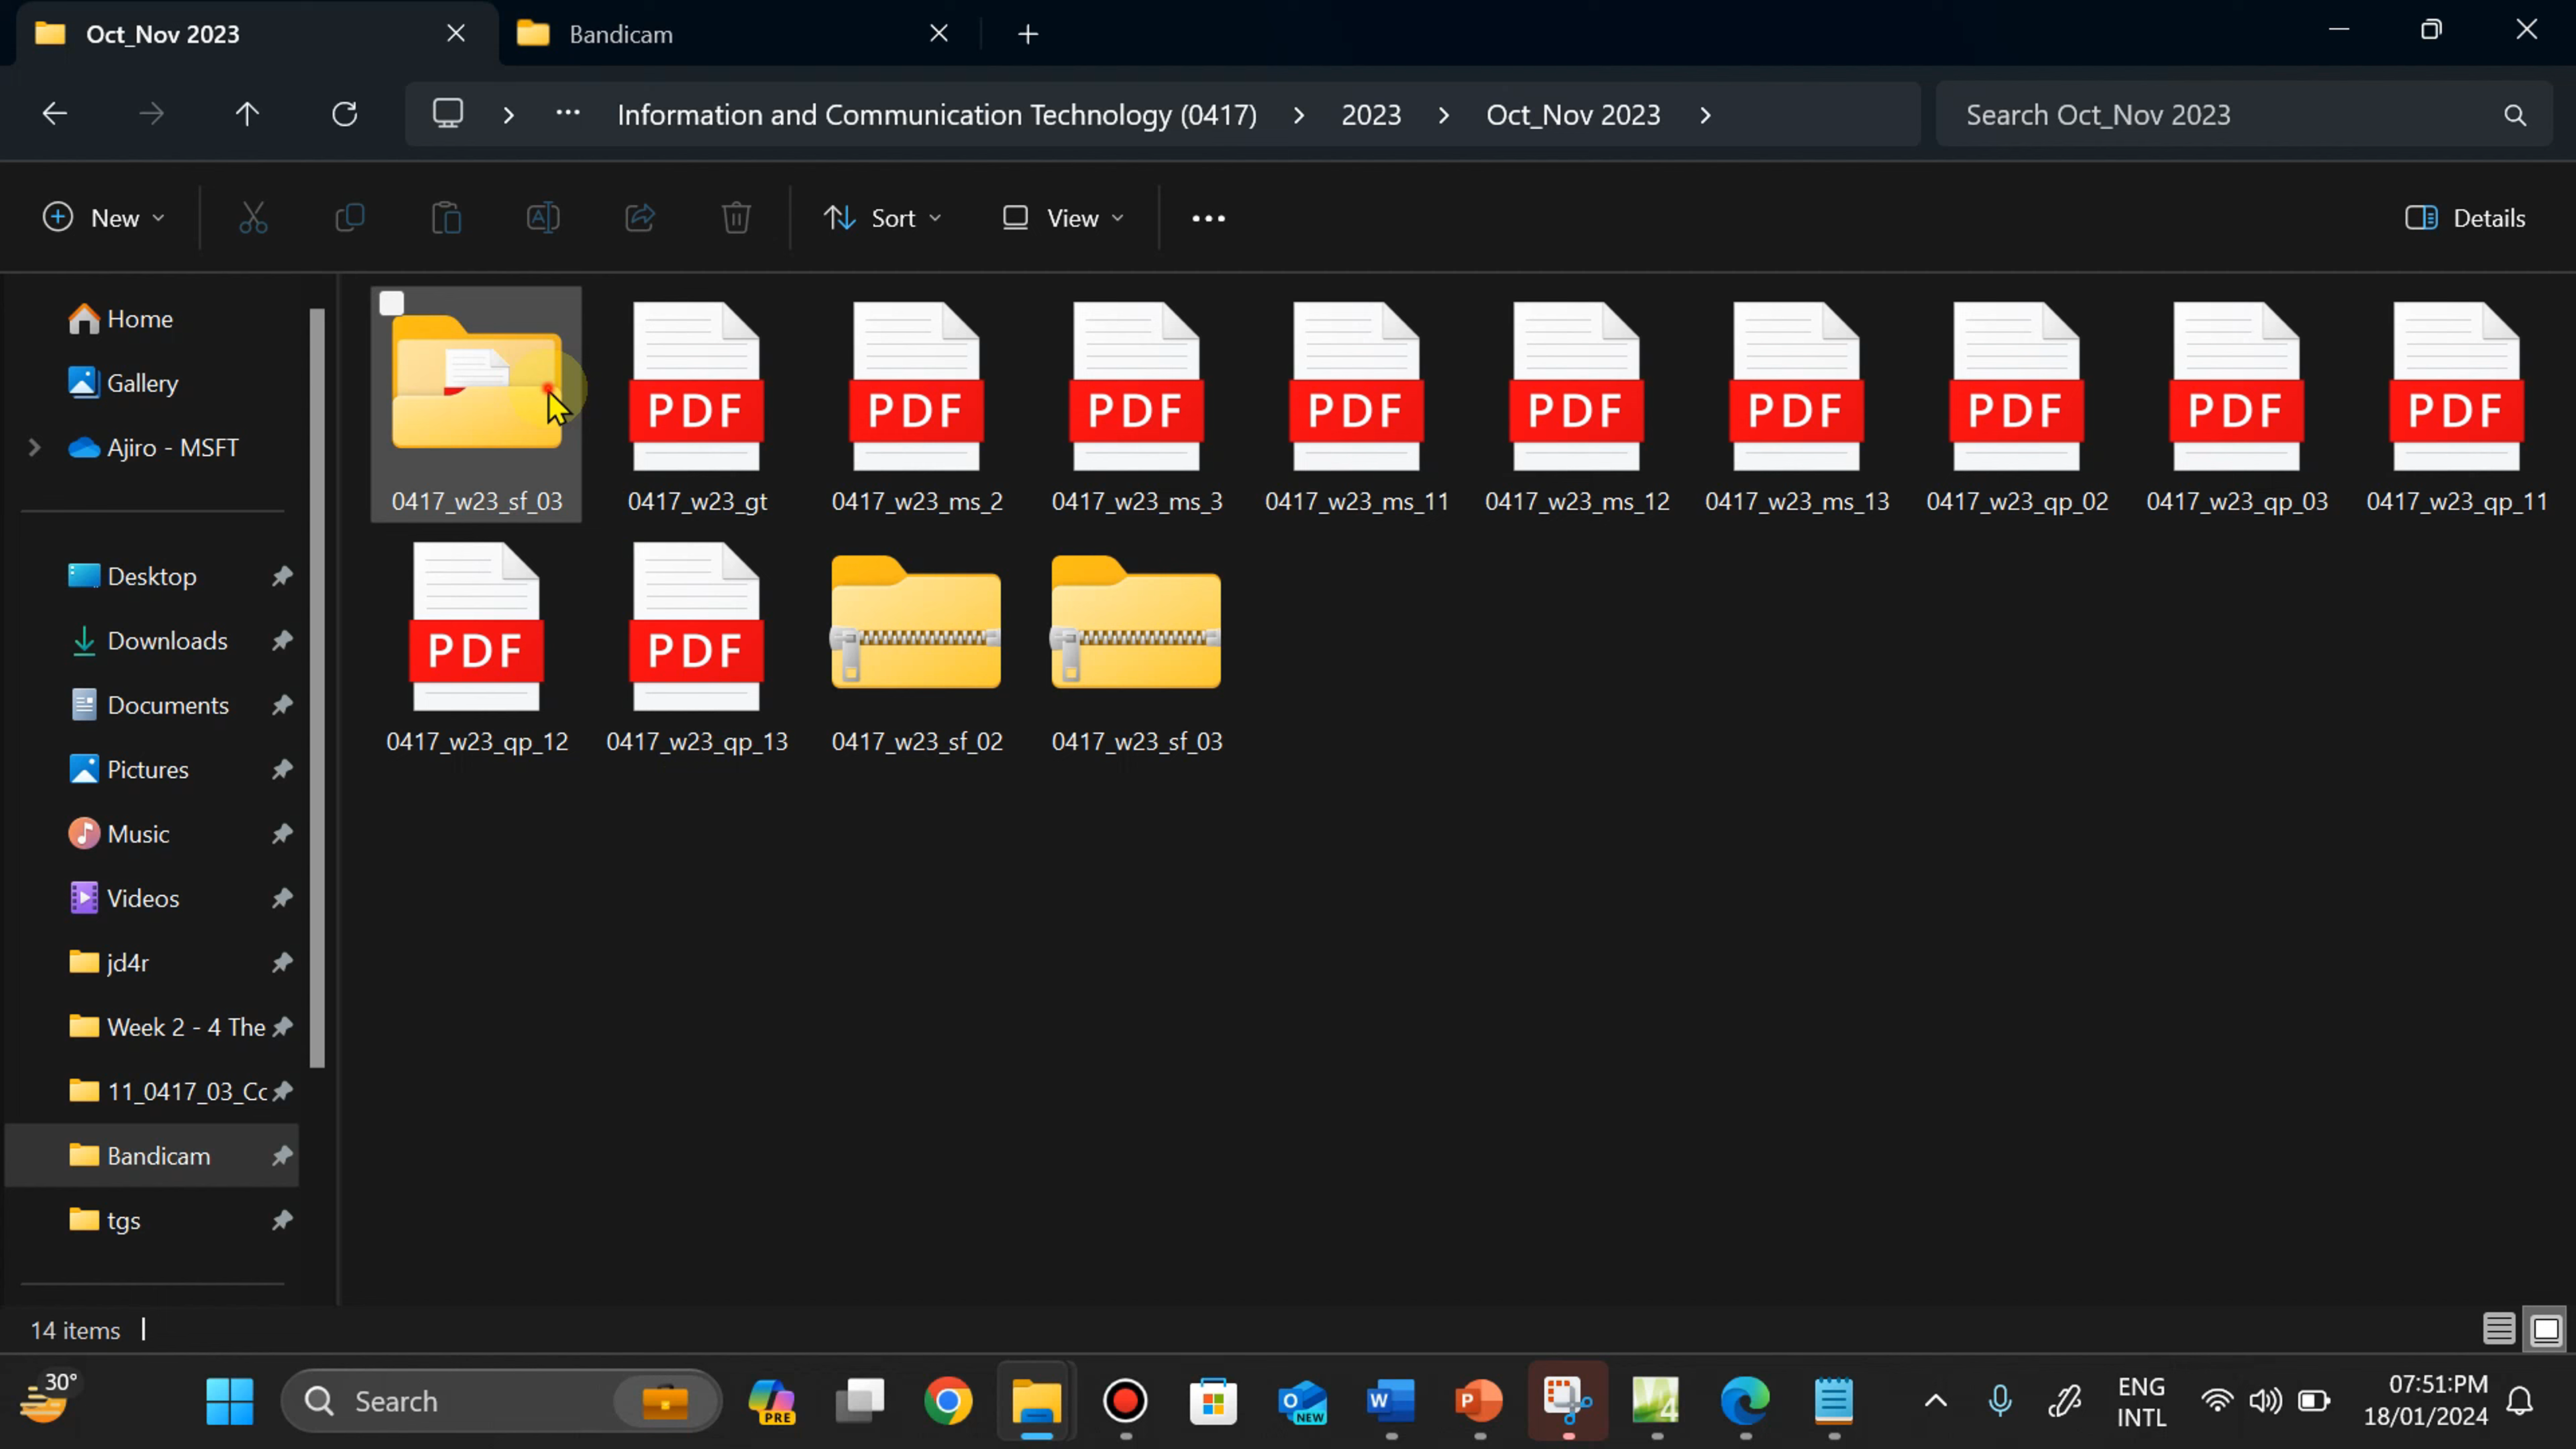 Oct_Nov 2023
Bandicam
Information and Communication Technology (0417)
2023
Oct_Nov 2023
Search Oct_Nov 2023
New
Sort
View
Details
Home
Gallery
Ajiro - MSFT
Desktop
Downloads
Documents
Pictures
Music
Videos
jd4r
Week 2 - 4 The
11_0417_03_Cc
Bandicam
tgs
0417_w23_sf_03
PDF
0417_w23_gt
PDF
0417_w23_ms_2
PDF
0417_w23_ms_3
PDF
0417_w23_ms_11
PDF
0417_w23_ms_12
PDF
0417_w23_ms_13
PDF
0417_w23_qp_02
PDF
0417_w23_qp_03
PDF
0417_w23_qp_11
PDF
0417_w23_qp_12
PDF
0417_w23_qp_13
0417_w23_sf_02
0417_w23_sf_03
14 items
30°
Search
PRE
O
NEW
W
P
4
ENG
INTL
07:51:PM
18/01/2024